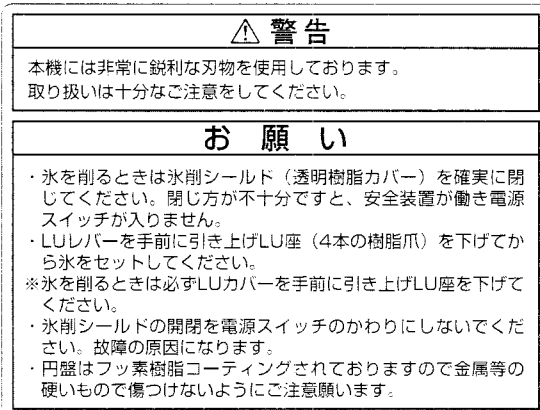 ⚠ 警告
本機には非常に鋭利な刃物を使用しております。
取り扱いは十分なご注意をしてください。
お願い
・氷を削るときは氷削シールド（透明樹脂カバー）を確実に閉
じてください。閉じ方が不十分ですと、安全装置が働き電源
スイッチが入りません。
・LUレバーを手前に引き上げLU座（4本の樹脂爪）を下げてか
ら氷をセットしてください。
※氷を削るときは必ずLUカバーを手前に引き上げLU座を下げて
ください。
・氷削シールドの開閉を電源スイッチのかわりにしないでくだ
さい。故障の原因になります。
・円盤はフッ素樹脂コーティングされておりますので金属等の
硬いもので傷つけないようにご注意願います。